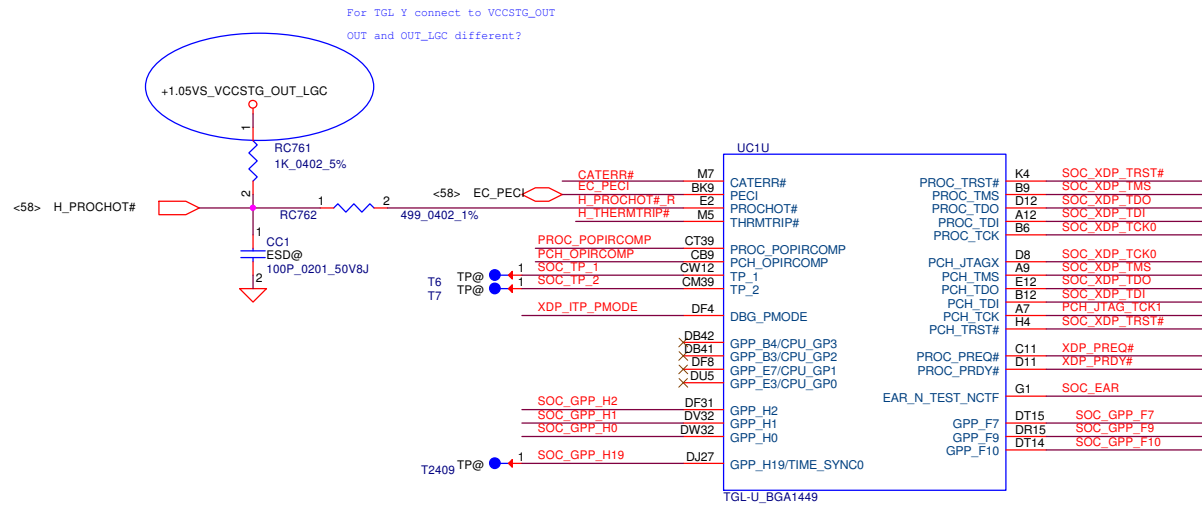 For TGL Y connect to VCCSTG_OUT
OUT and OUT_LGC different?
+1.05VS_VCCSTG_OUT_LGC
1
RC761
1K_0402_5%
2
<58> H_PROCHOT#
RC762
1
2
499_0402_1%
1
CC1
ESD@
100P_0201_50V8J
2
<58> EC_PECI
UC1U
CATERR# M7 CATERR#
EC_PECI BK9 PECI
H_PROCHOT#_R E2 PROCHOT#
H_THERMTRIP# M5 THRMTRIP#
PROC_POPIRCOMP CT39 PROC_POPIRCOMP
PCH_OPIRCOMP CB9 PCH_OPIRCOMP
T6 TP@ 1 SOC_TP_1 CW12 TP_1
T7 TP@ 1 SOC_TP_2 CM39 TP_2
XDP_ITP_PMODE DF4 DBG_PMODE
DB42 GPP_B4/CPU_GP3
DB41 GPP_B3/CPU_GP2
DF8 GPP_E7/CPU_GP1
DU5 GPP_E3/CPU_GP0
SOC_GPP_H2 DF31 GPP_H2
SOC_GPP_H1 DV32 GPP_H1
SOC_GPP_H0 DW32 GPP_H0
T2409 TP@ 1 SOC_GPP_H19 DJ27 GPP_H19/TIME_SYNC0
PROC_TRST# K4 SOC_XDP_TRST#
PROC_TMS B9 SOC_XDP_TMS
PROC_TDO D12 SOC_XDP_TDO
PROC_TDI A12 SOC_XDP_TDI
PROC_TCK B6 SOC_XDP_TCK0
PCH_JTAGX D8 SOC_XDP_TCK0
PCH_TMS A9 SOC_XDP_TMS
PCH_TDO E12 SOC_XDP_TDO
PCH_TDI B12 SOC_XDP_TDI
PCH_TCK A7 PCH_JTAG_TCK1
PCH_TRST# H4 SOC_XDP_TRST#
PROC_PREQ# C11 XDP_PREQ#
PROC_PRDY# D11 XDP_PRDY#
EAR_N_TEST_NCTF G1 SOC_EAR
GPP_F7 DT15 SOC_GPP_F7
GPP_F9 DR15 SOC_GPP_F9
GPP_F10 DT14 SOC_GPP_F10
TGL-U_BGA1449